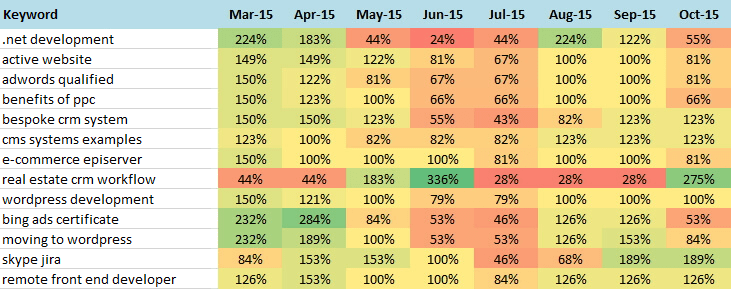 Keyword Mar-15 Apr-15 May-15 Jun-15 Jul-15 Aug-15 Sep-15 Oct-15
.net development 224% 183% 44% 24% 44% 224% 122% 55%
active website 149% 149% 122% 81% 67% 100% 100% 81%
adwords qualified 150% 122% 81% 67% 67% 100% 100% 81%
benefits of ppc 150% 123% 100% 66% 66% 100% 100% 66%
bespoke crm system 150% 150% 123% 55% 43% 82% 123% 123%
cms systems examples 123% 100% 82% 82% 82% 123% 123% 123%
e-commerce episerver 150% 100% 100% 100% 81% 100% 100% 81%
real estate crm workflow 44% 44% 183% 336% 28% 28% 28% 275%
wordpress development 150% 121% 100% 79% 79% 100% 100% 100%
bing ads certificate 232% 284% 84% 53% 46% 126% 126% 53%
moving to wordpress 232% 189% 100% 53% 53% 126% 153% 84%
skype jira 84% 153% 153% 100% 46% 68% 189% 189%
remote front end developer 126% 153% 100% 100% 84% 126% 126% 126%